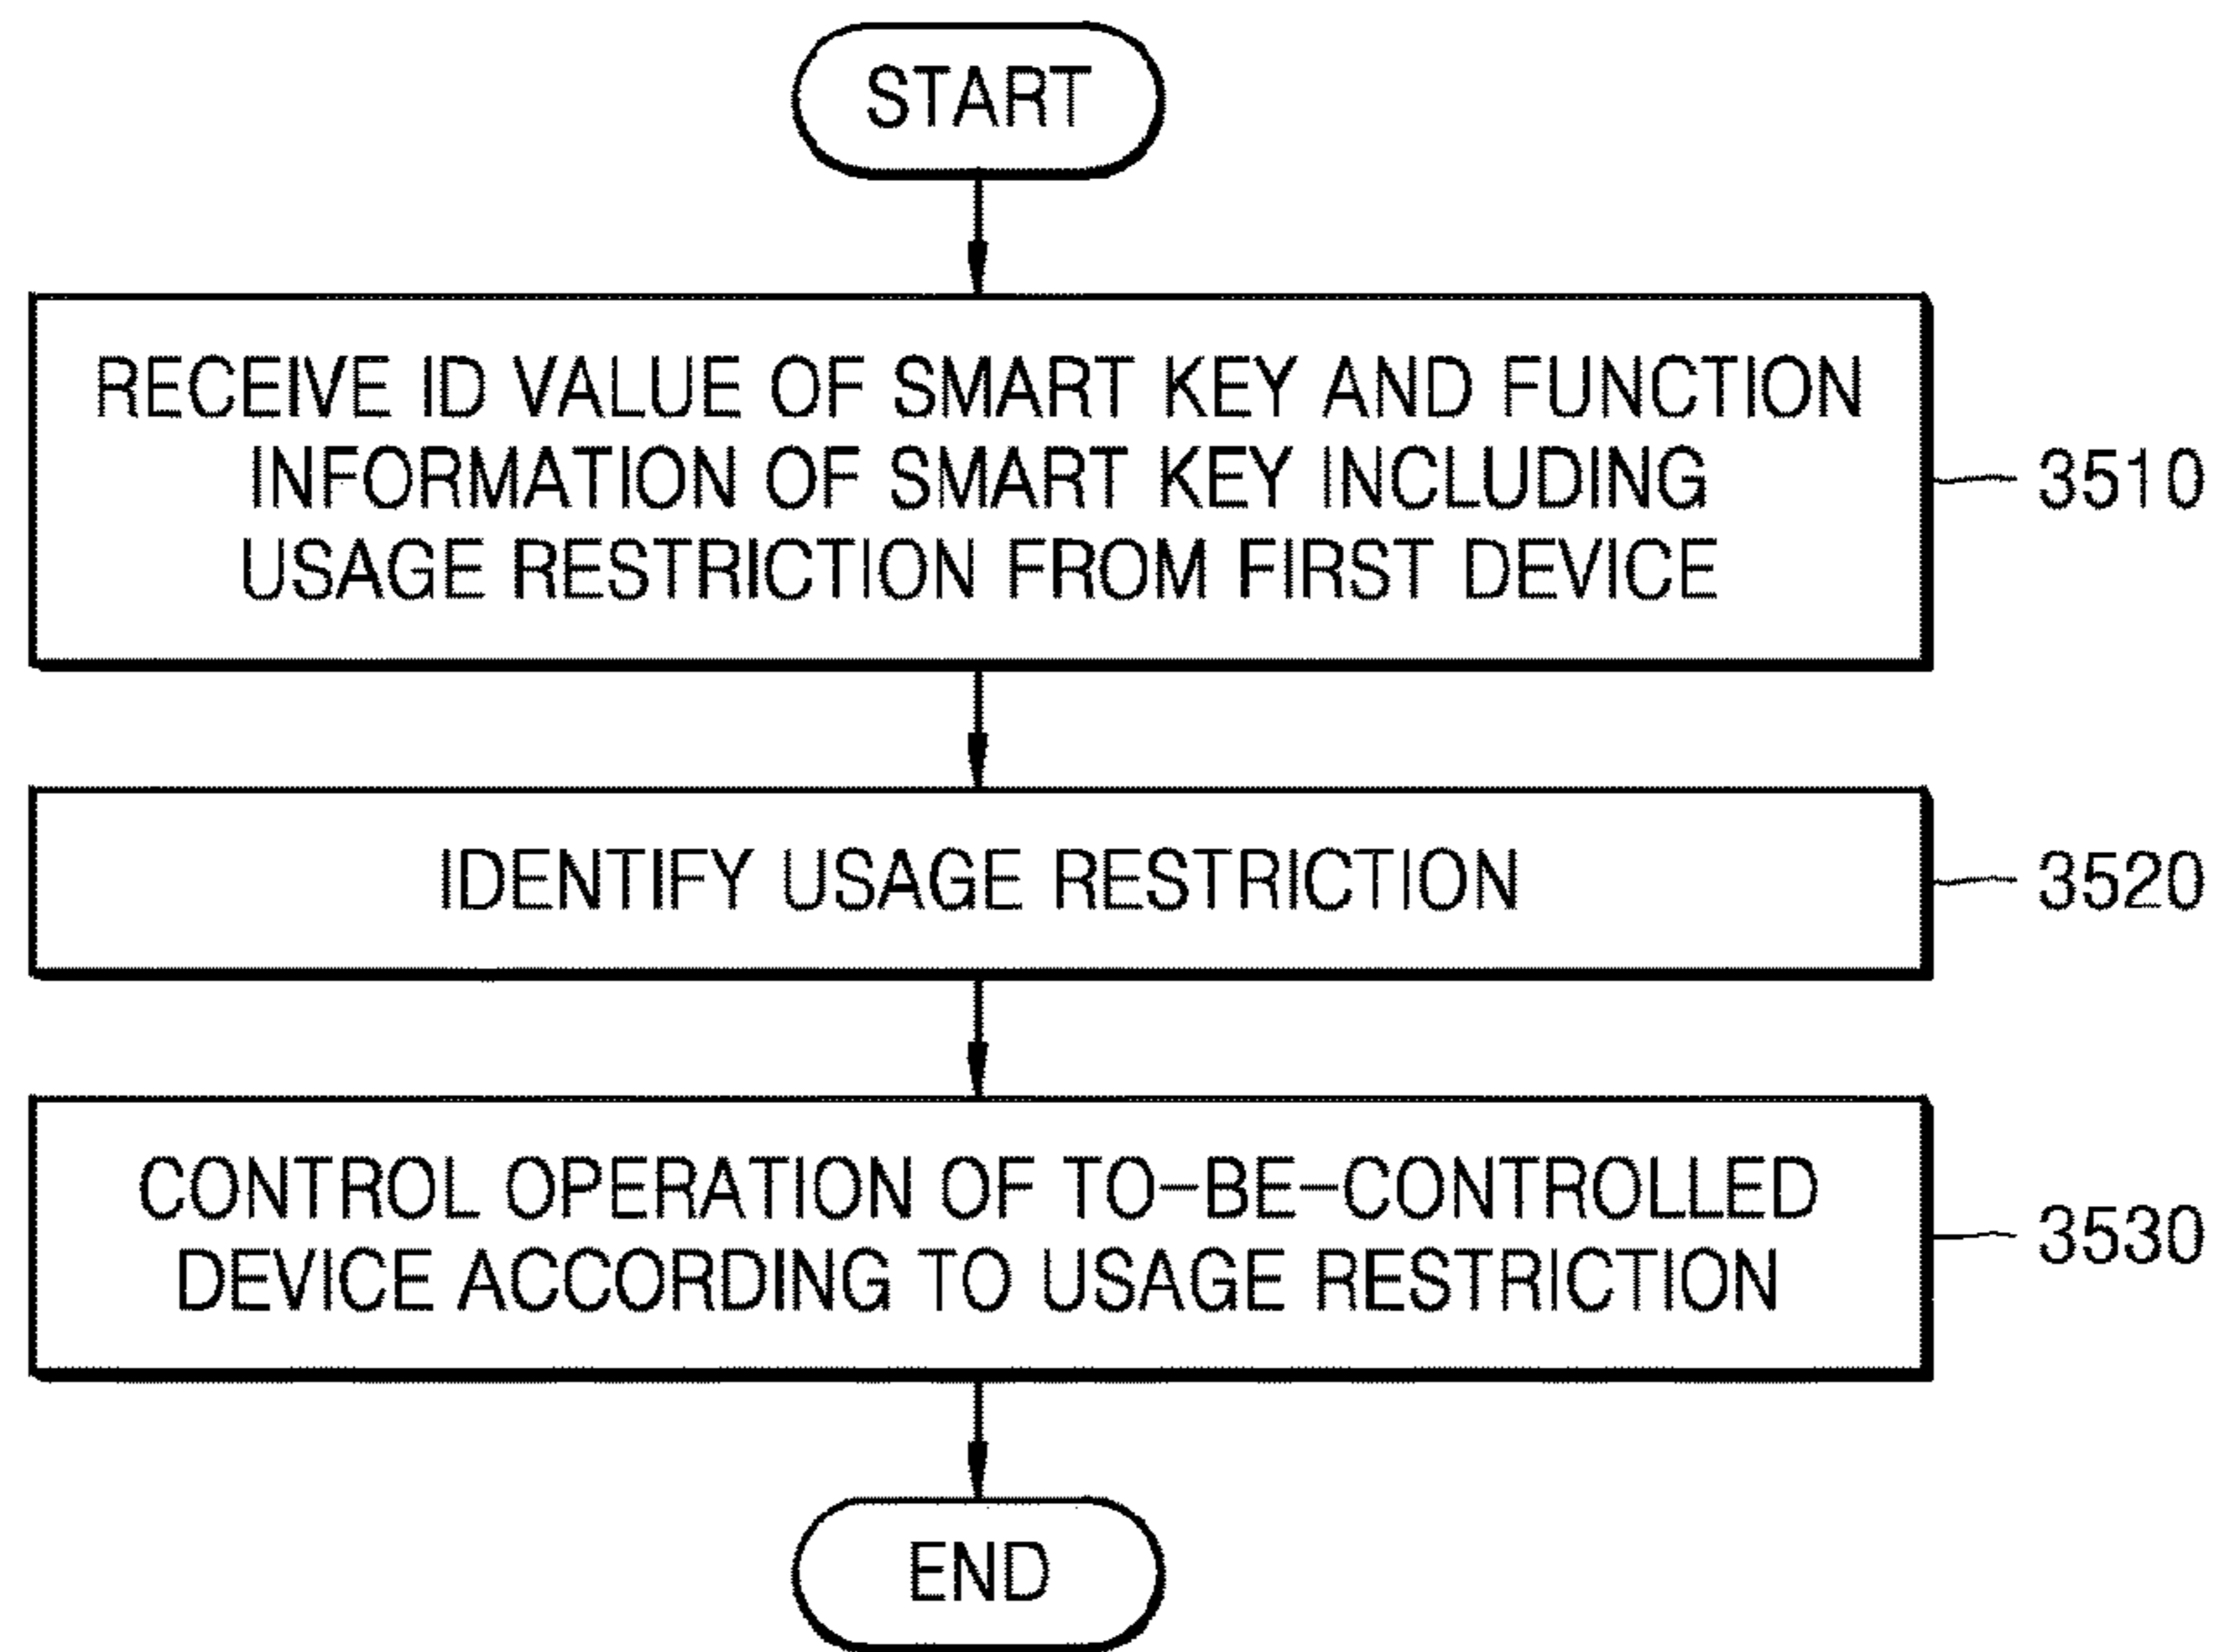 START
RECEIVE ID VALUE OF SMART KEY AND FUNCTION
INFORMATION OF SMART KEY INCLUDING
USAGE RESTRICTION FROM FIRST DEVICE
3510
IDENTIFY USAGE RESTRICTION
3520
CONTROL OPERATION OF TO-BE-CONTROLLED
DEVICE ACCORDING TO USAGE RESTRICTION
3530
END